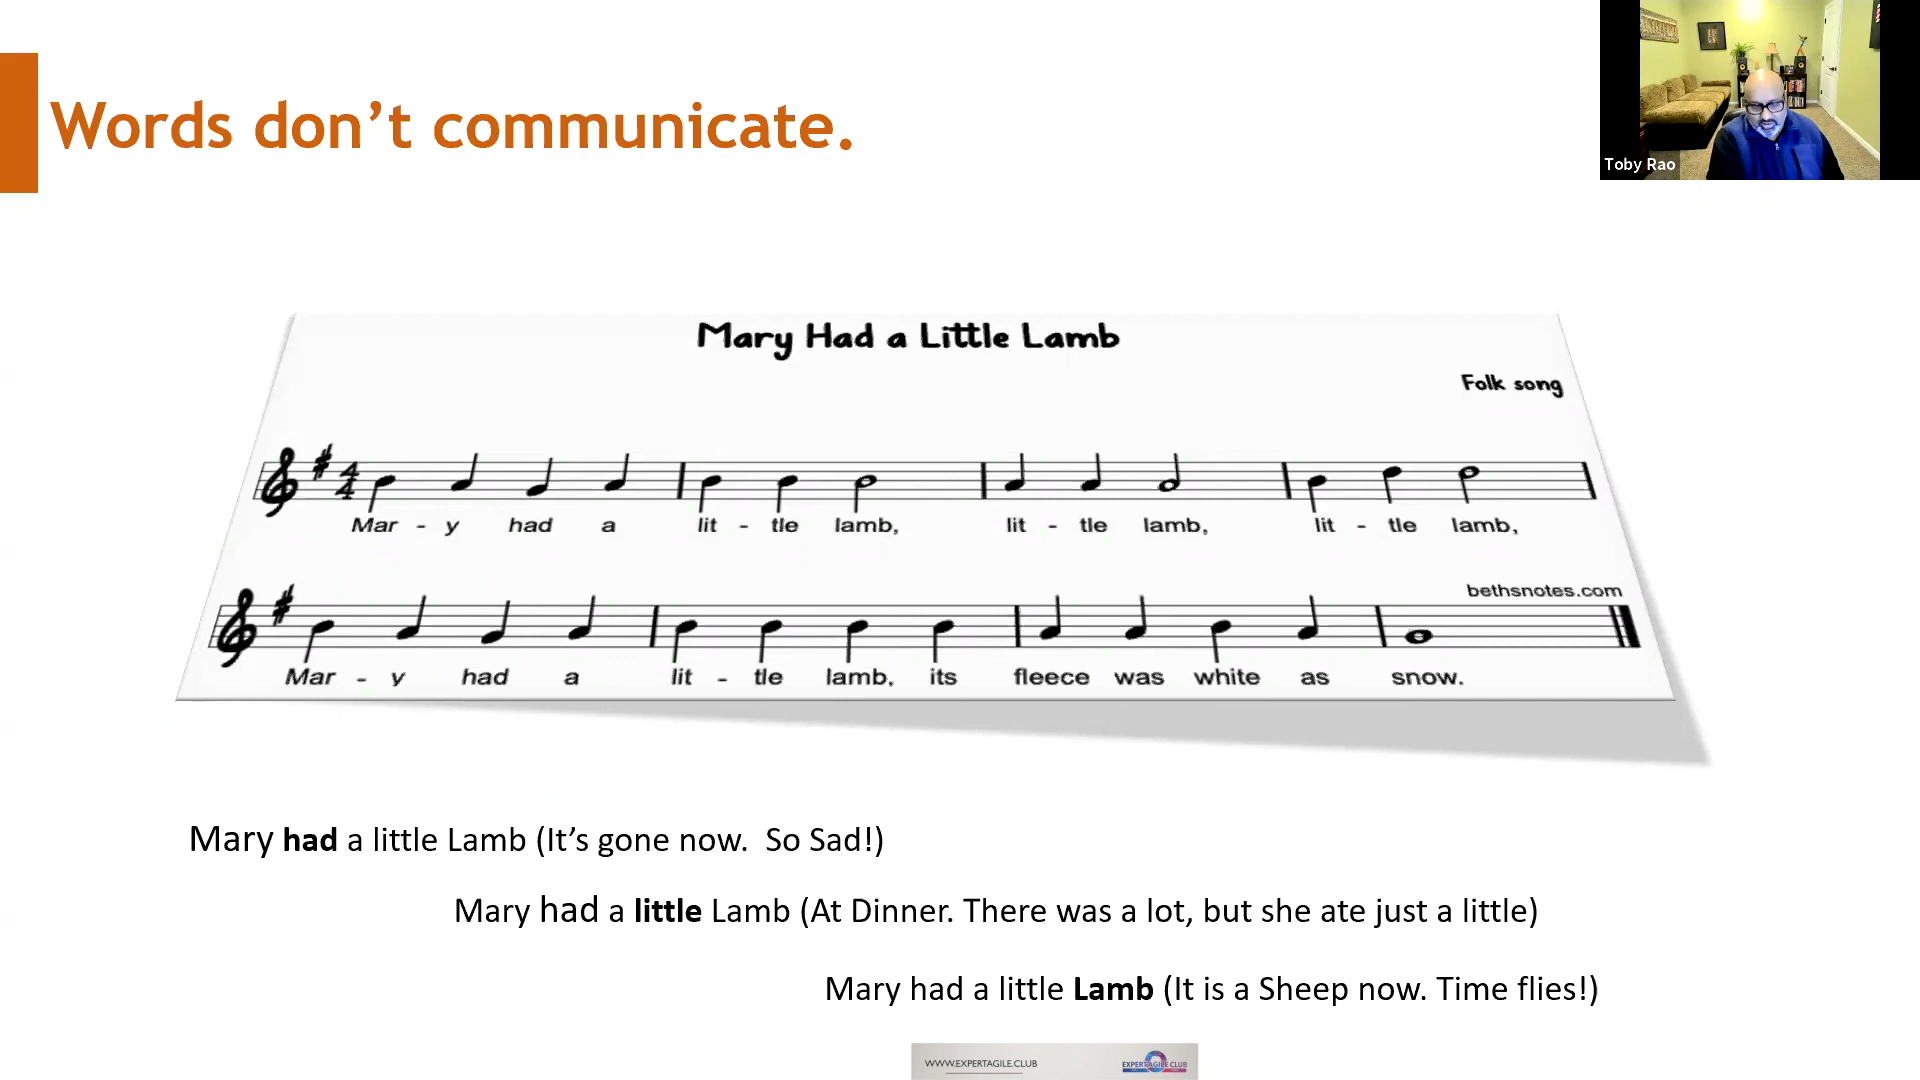 Words don’t communicate.
Toby Rao
Mary Had a Little Lamb
Folk song
4
4
Mar - y had a lit - tle lamb, lit - tle lamb, lit - tle lamb,
bethsnotes.com
Mar - y had a lit - tle lamb, its fleece was white as snow.
Mary had a little Lamb (It’s gone now.  So Sad!)
Mary had a little Lamb (At Dinner. There was a lot, but she ate just a little)
Mary had a little Lamb (It is a Sheep now. Time flies!)
WWW.EXPERTAGILE.CLUB
EXPERTAGILE CLUB